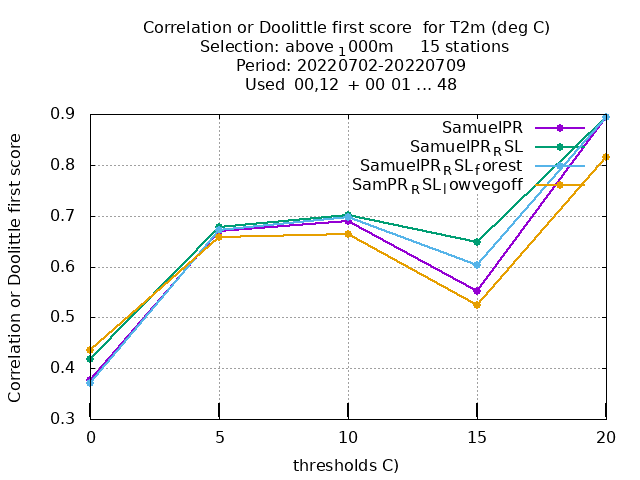 Correlation or Doolittle first score  for T2m (deg C)
Selection: above ₁000m     15 stations
Period: 20220702-20220709
Used  00,12  + 00 01 ... 48
Correlation or Doolittle first score
0.9
0.8
0.7
0.6
0.5
0.4
0.3
SamuelPR
SamuelPR_RSL
SamuelPR_RSL_forest
SamPR_RSL_lowvegoff
0
5
10
15
20
thresholds C)